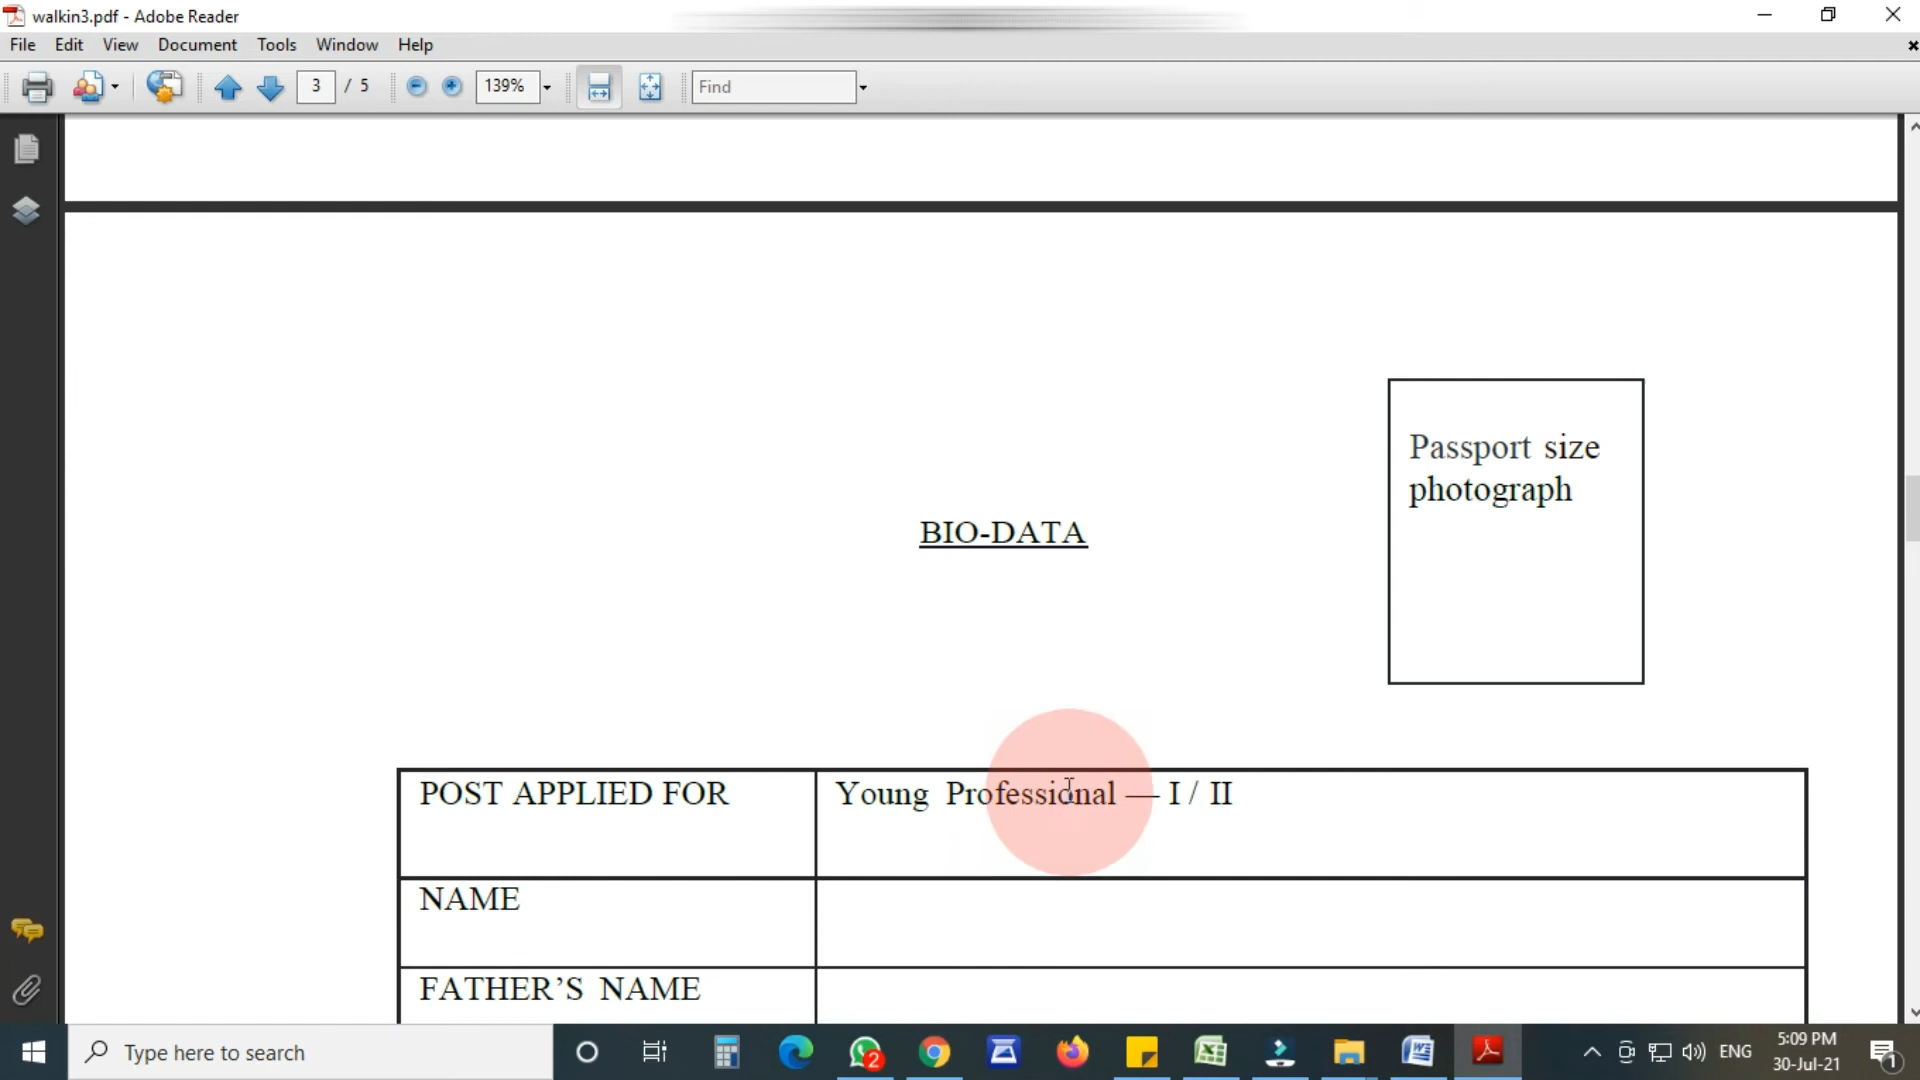 walkin3.pdf - Adobe Reader
File Edit View Document Tools Window Help
3 / 5 139% Find
Passport size
photograph
BIO-DATA
POST APPLIED FOR Young Professional — I / II
NAME
FATHER’S NAME
Type here to search
2
ENG
5:09 PM
30-Jul-21
1